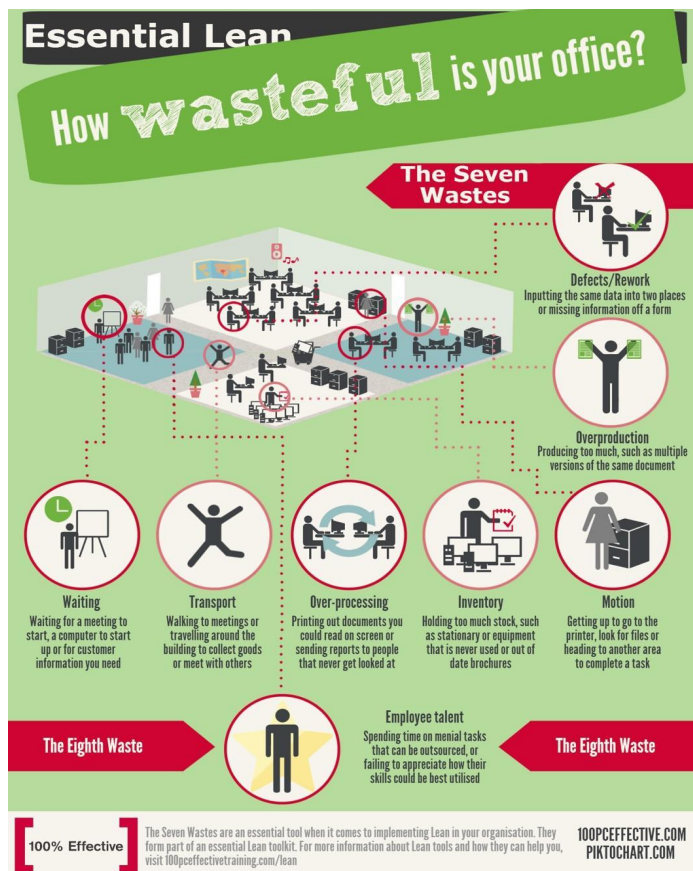 Essential Lean
How wasteful is your office?
The Seven
Wastes
Defects/Rework
Inputting the same data into two places
or missing information off a form
Overproduction
Producing too much, such as multiple
versions of the same document
Waiting
Waiting for a meeting to
start, a computer to start
up or for customer
information you need
Transport
Walking to meetings or
travelling around the
building to collect goods
or meet with others
Over-processing
Printing out documents you
could read on screen or
sending reports to people
that never get looked at
Inventory
Holding too much stock, such
as stationary or equipment
that is never used or out of
date brochures
Motion
Getting up to go to the
printer, look for files or
heading to another area
to complete a task
The Eighth Waste
Employee talent
Spending time on menial tasks
that can be outsourced, or
failing to appreciate how their
skills could be best utilised
The Eighth Waste
100% Effective
The Seven Wastes are an essential tool when it comes to implementing Lean in your organisation. They
form part of an essential Lean toolkit. For more information about Lean tools and how they can help you,
visit 100pceffectivetraining.com/lean
100PCEFFECTIVE.COM
PIKTOCHART.COM